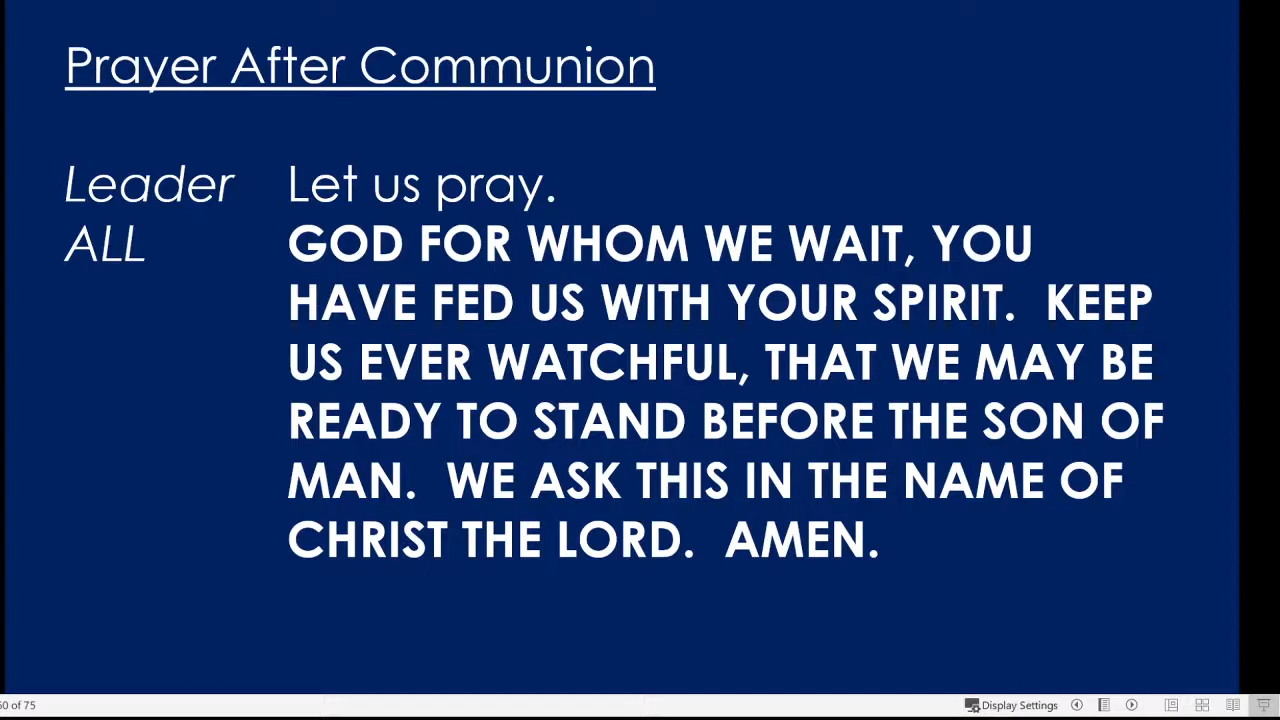 Prayer After Communion
Leader Let us pray.
ALL GOD FOR WHOM WE WAIT, YOU
HAVE FED US WITH YOUR SPIRIT. KEEP
US EVER WATCHFUL, THAT WE MAY BE
READY TO STAND BEFORE THE SON OF
MAN. WE ASK THIS IN THE NAME OF
CHRIST THE LORD. AMEN.
of 75 Display Settings